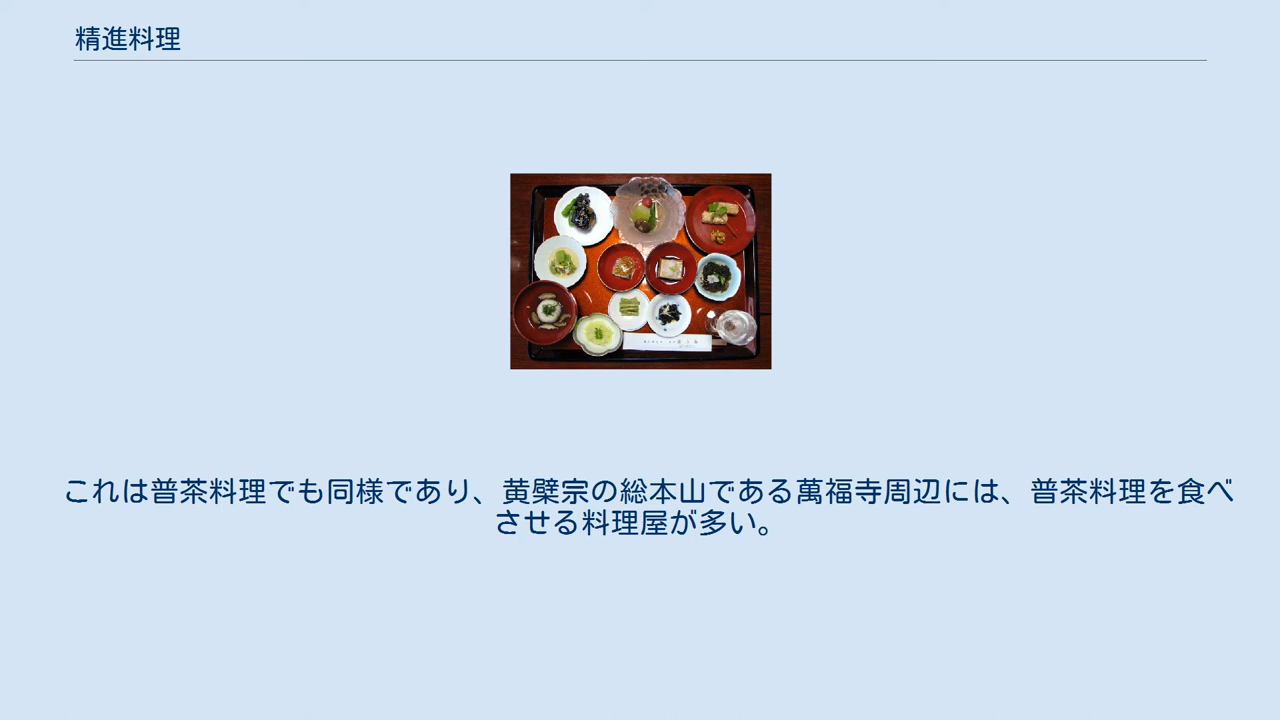 精進料理
これは普茶料理でも同様であり、黄檗宗の総本山である萬福寺周辺には、普茶料理を食べ
させる料理屋が多い。